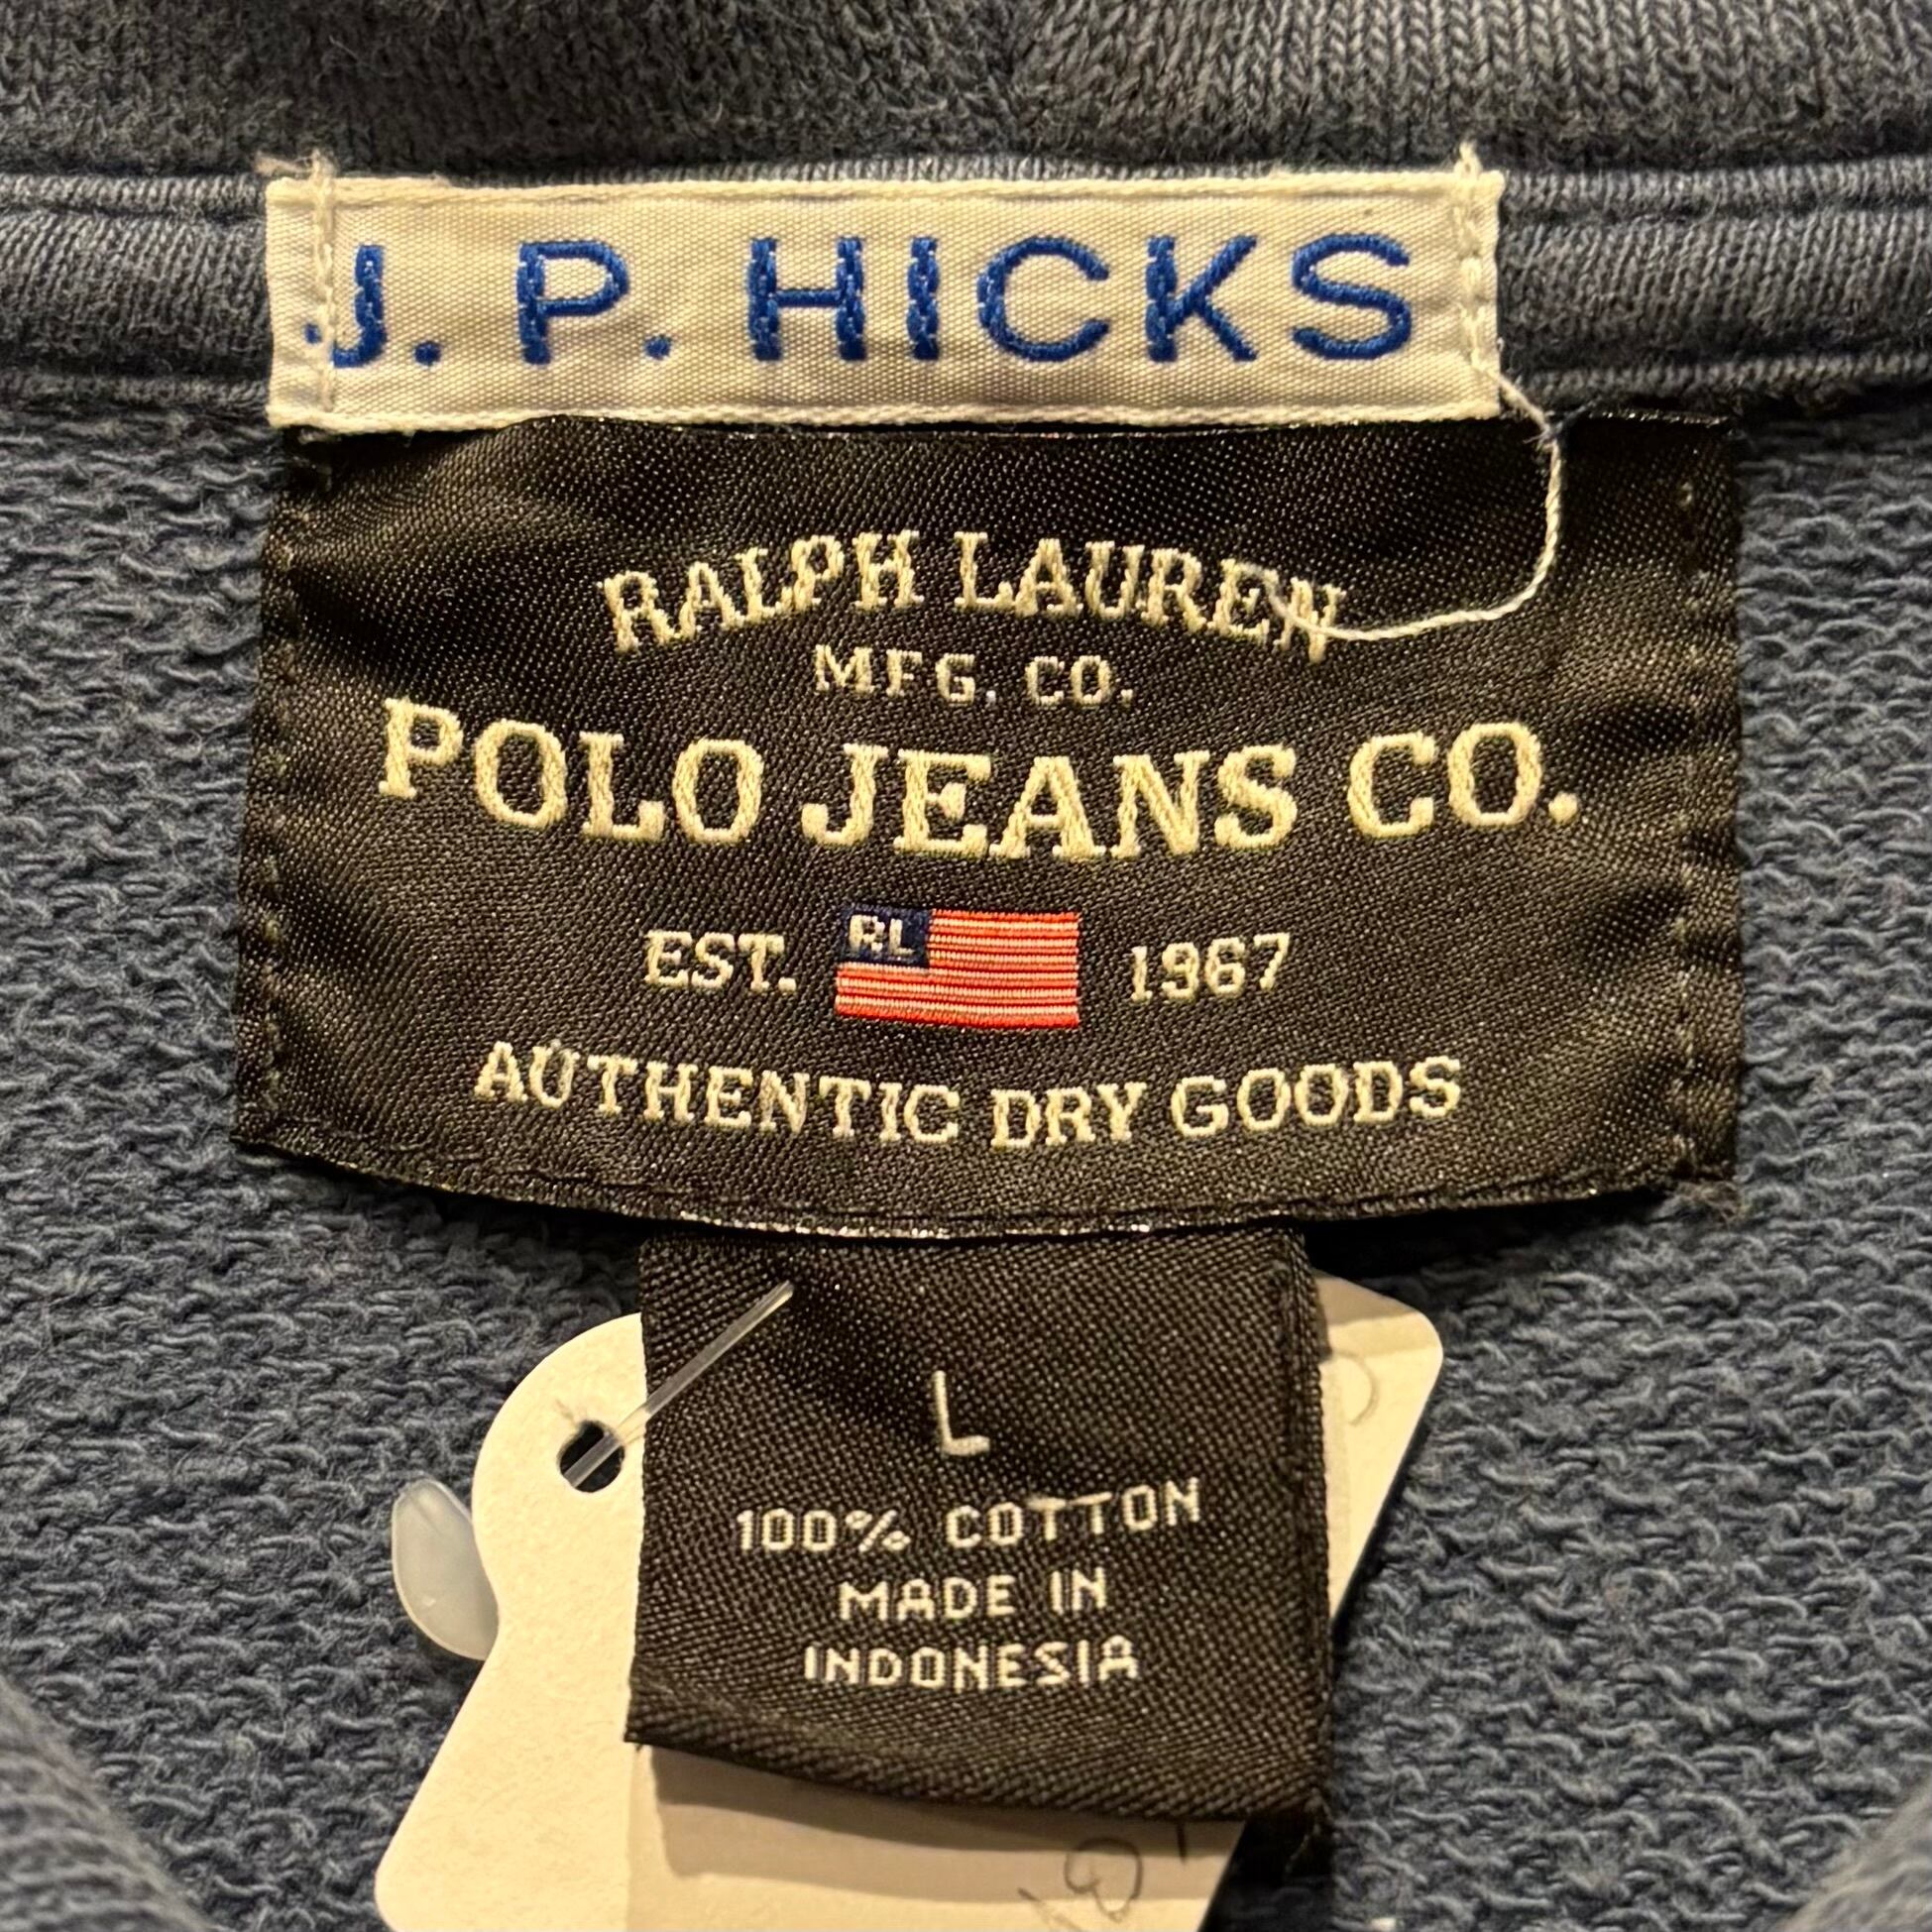 J. P. HICKS
RALPH LAUREN
MFG. CO.
POLO JEANS CO.
EST. RL 1967
AUTHENTIC DRY GOODS
L
100% COTTON
MADE IN
INDONESIA